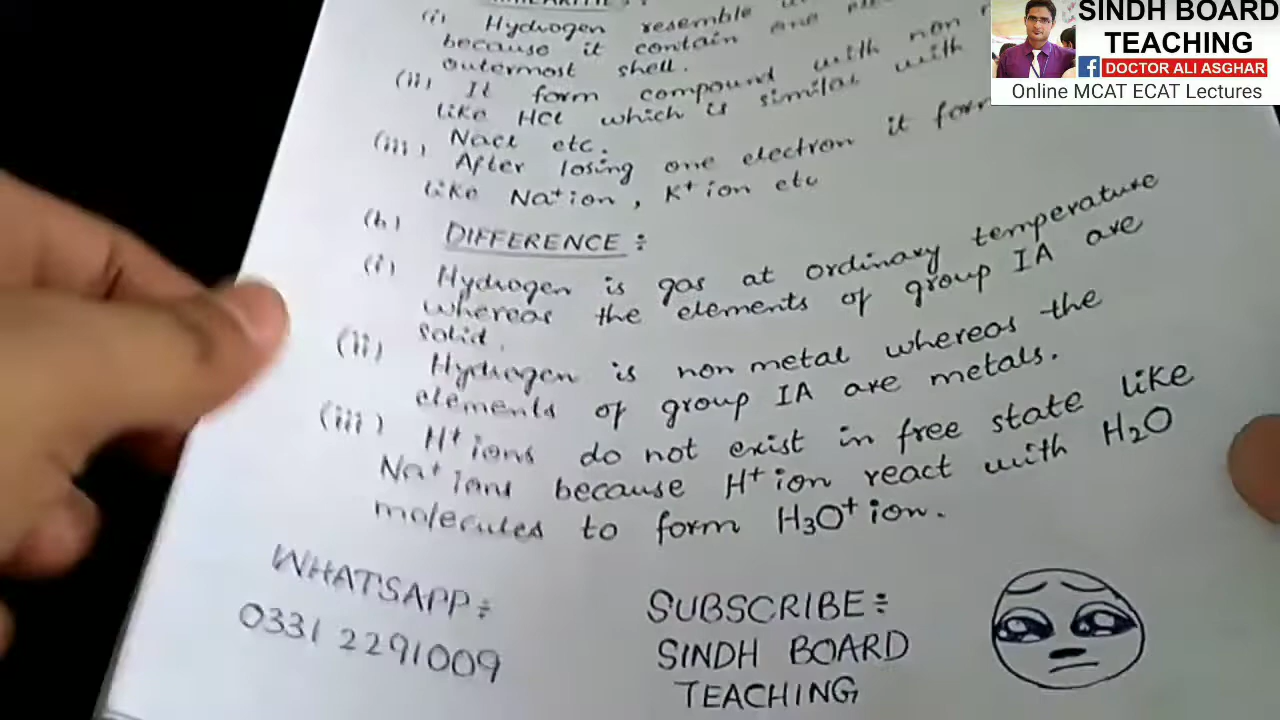 (i) Hydrogen resemble
because it contain one
outermost shell.
(ii) It form compound with non
like HCl which is similar with
NaCl etc.
(iii) After losing one electron it form
like Na+ ion, K+ ion etc
(b) DIFFERENCE:
(i) Hydrogen is gas at ordinary temperature
whereas the elements of group IA are
solid.
(ii) Hydrogen is non metal whereas the
elements of group IA are metals.
(iii) H+ ions do not exist in free state like
Na+ ions because H+ ion react with H2O
molecules to form H3O+ ion.
WHATSAPP:
0331 2291009
SUBSCRIBE:
SINDH BOARD
TEACHING
SINDH BOARD
TEACHING
f DOCTOR ALI ASGHAR
Online MCAT ECAT Lectures